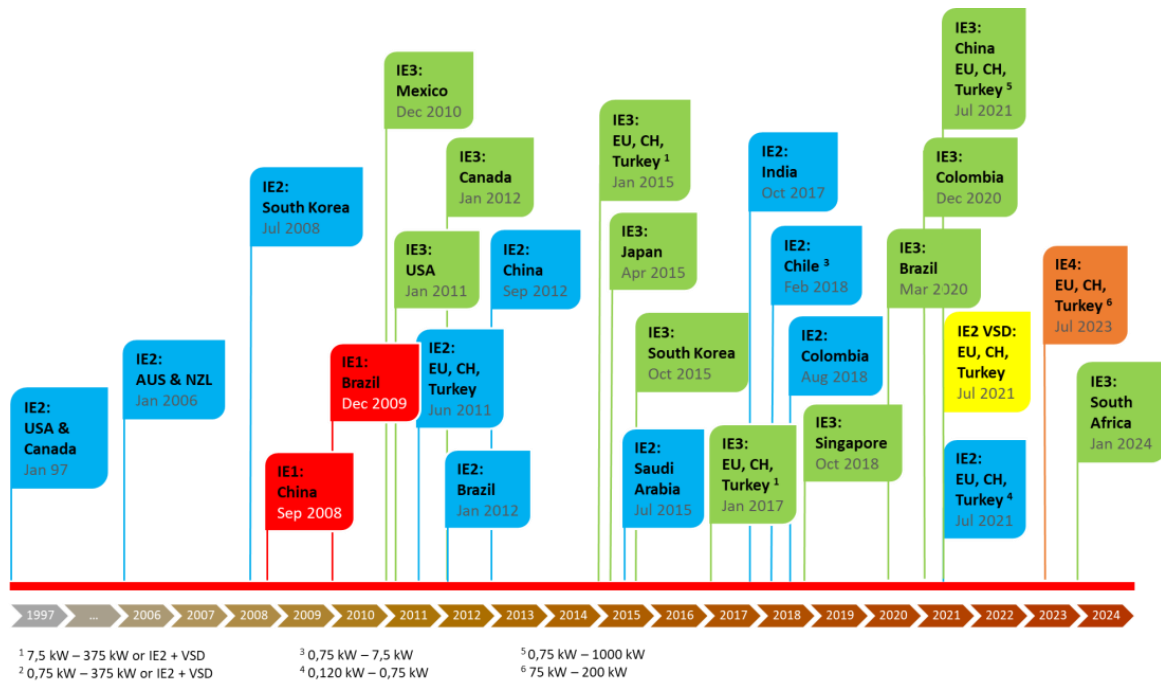 IE2:
USA &
Canada
Jan 97
IE2:
AUS & NZL
Jan 2006
IE2:
South Korea
Jul 2008
IE1:
China
Sep 2008
IE1:
Brazil
Dec 2009
IE3:
Mexico
Dec 2010
IE3:
USA
Jan 2011
IE2:
EU, CH,
Turkey
Jun 2011
IE3:
Canada
Jan 2012
IE2:
Brazil
Jan 2012
IE2:
China
Sep 2012
IE3:
EU, CH,
Turkey ¹
Jan 2015
IE3:
Japan
Apr 2015
IE2:
Saudi
Arabia
Jul 2015
IE3:
South Korea
Oct 2015
IE3:
EU, CH,
Turkey ¹
Jan 2017
IE2:
India
Oct 2017
IE2:
Chile ³
Feb 2018
IE2:
Colombia
Aug 2018
IE3:
Singapore
Oct 2018
IE3:
Brazil
Mar 2020
IE3:
Colombia
Dec 2020
IE3:
China
EU, CH,
Turkey ⁵
Jul 2021
IE2 VSD:
EU, CH,
Turkey
Jul 2021
IE2:
EU, CH,
Turkey ⁴
Jul 2021
IE4:
EU, CH,
Turkey ⁶
Jul 2023
IE3:
South
Africa
Jan 2024
1997 ... 2006 2007 2008 2009 2010 2011 2012 2013 2014 2015 2016 2017 2018 2019 2020 2021 2022 2023 2024
¹ 7,5 kW – 375 kW or IE2 + VSD
² 0,75 kW – 375 kW or IE2 + VSD
³ 0,75 kW – 7,5 kW
⁴ 0,120 kW – 0,75 kW
⁵ 0,75 kW – 1000 kW
⁶ 75 kW – 200 kW